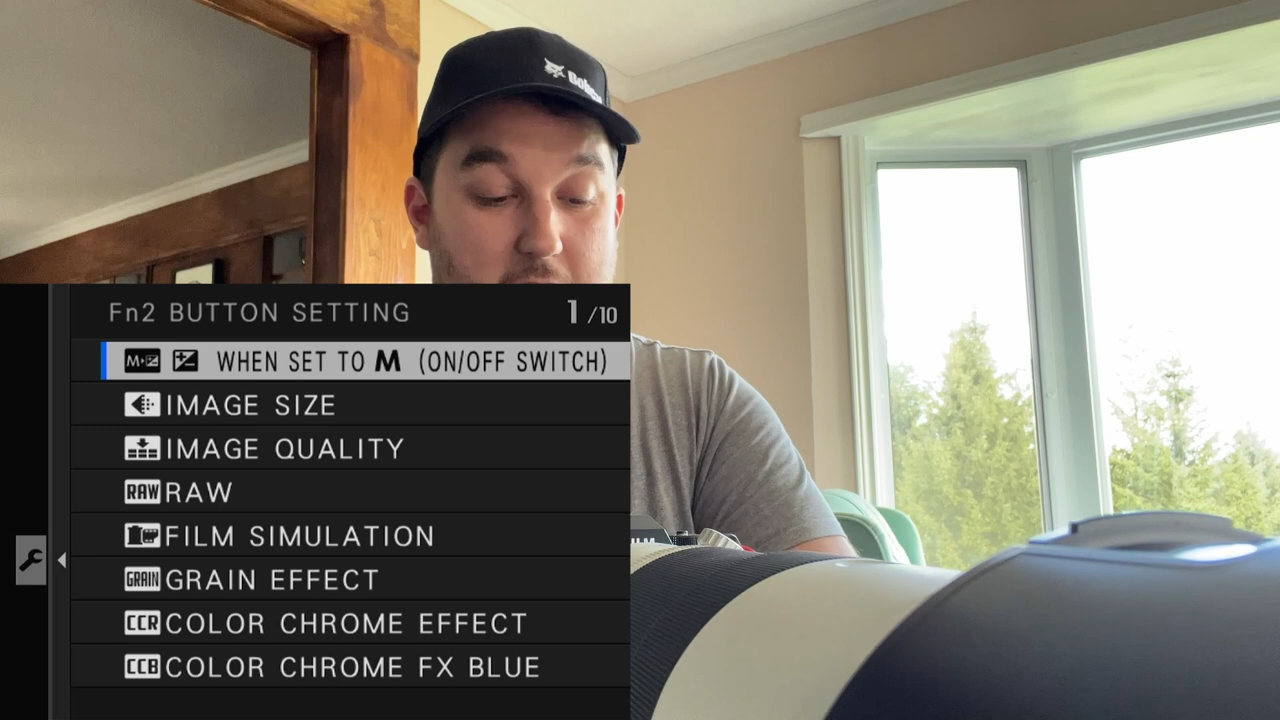 Fn2 BUTTON SETTING 1/10
WHEN SET TO M (ON/OFF SWITCH)
IMAGE SIZE
IMAGE QUALITY
RAW RAW
FILM SIMULATION
GRAIN GRAIN EFFECT
CCR COLOR CHROME EFFECT
CCB COLOR CHROME FX BLUE